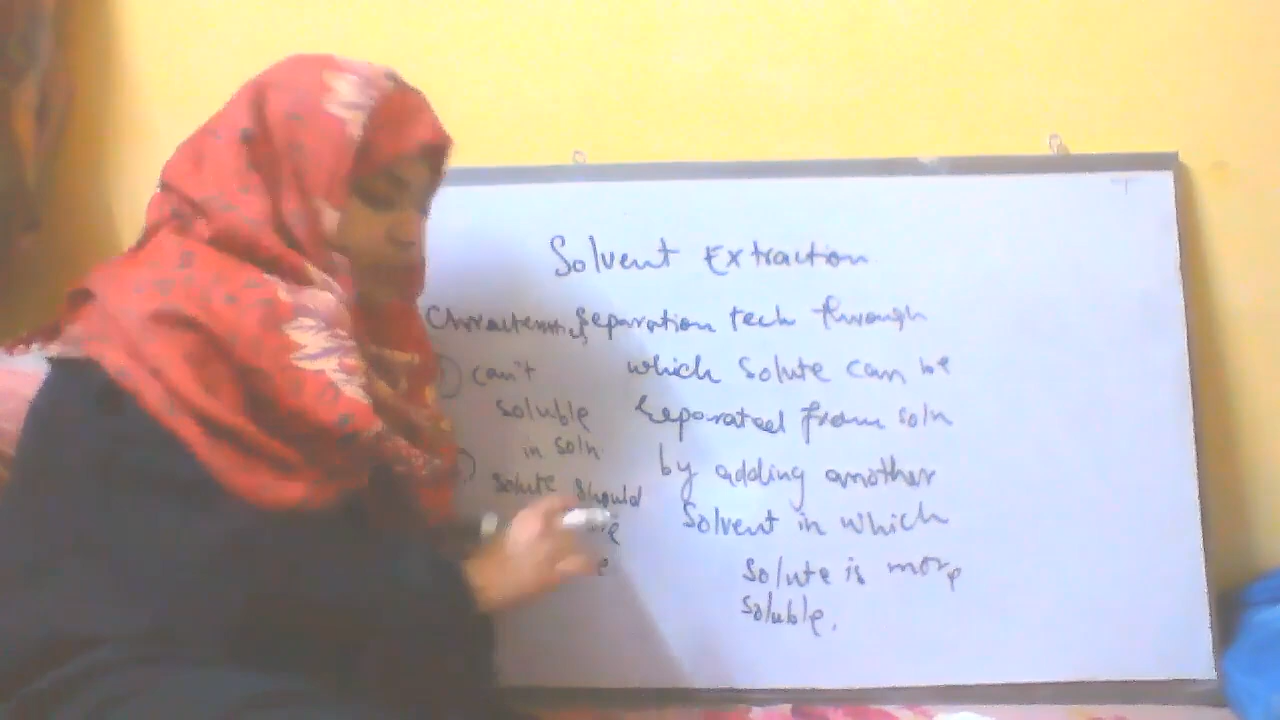 Solvent Extraction
Separation tech through
which solute can be
separated from soln
by adding another
solvent in which
solute is more
soluble.
can't
soluble
in soln.
solute should